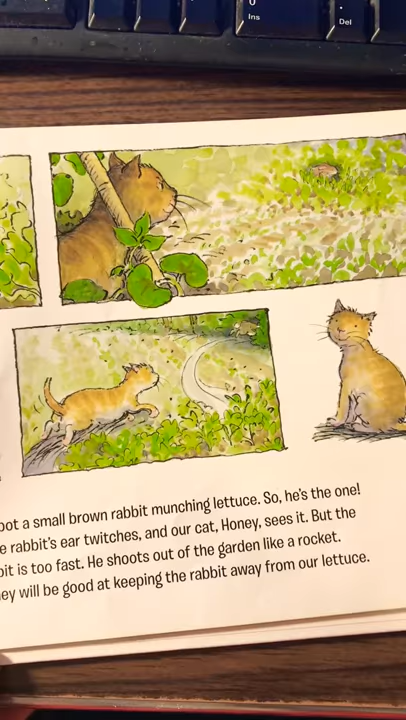 0
Ins
.
Del
pot a small brown rabbit munching lettuce. So, he's the one!
e rabbit's ear twitches, and our cat, Honey, sees it. But the
bit is too fast. He shoots out of the garden like a rocket.
ey will be good at keeping the rabbit away from our lettuce.